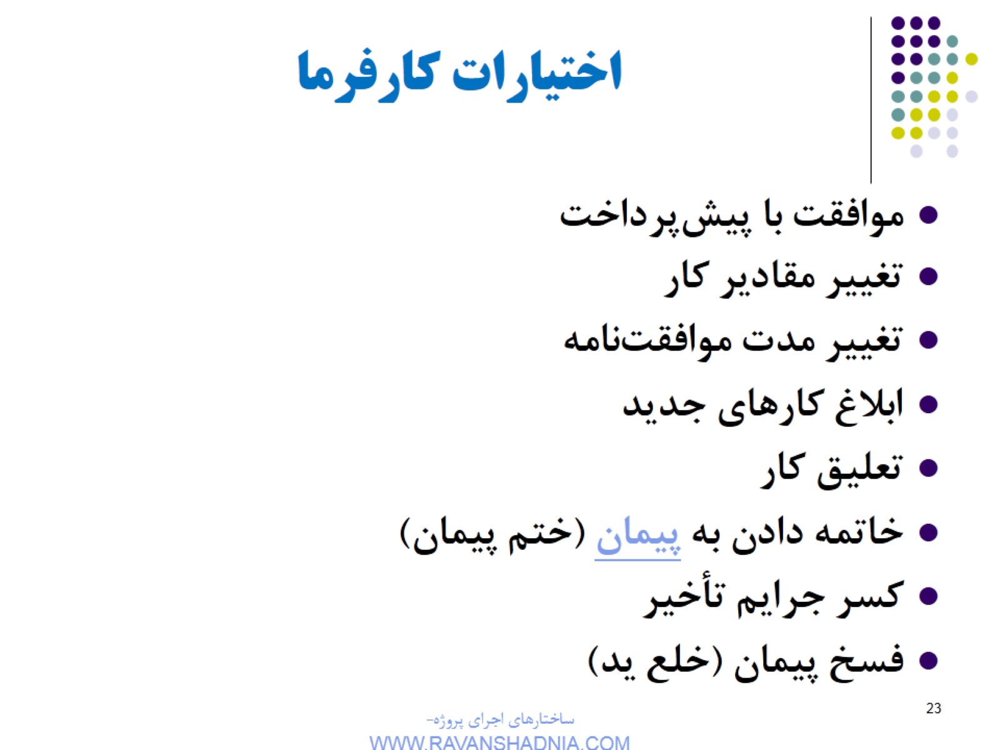 اختیارات کارفرما
● موافقت با پیش‌پرداخت
● تغییر مقادیر کار
● تغییر مدت موافقت‌نامه
● ابلاغ کارهای جدید
● تعلیق کار
● خاتمه دادن به پیمان (ختم پیمان)
● کسر جرایم تأخیر
● فسخ پیمان (خلع ید)
23
ساختارهای اجرای پروژه-
WWW.RAVANSHADNIA.COM